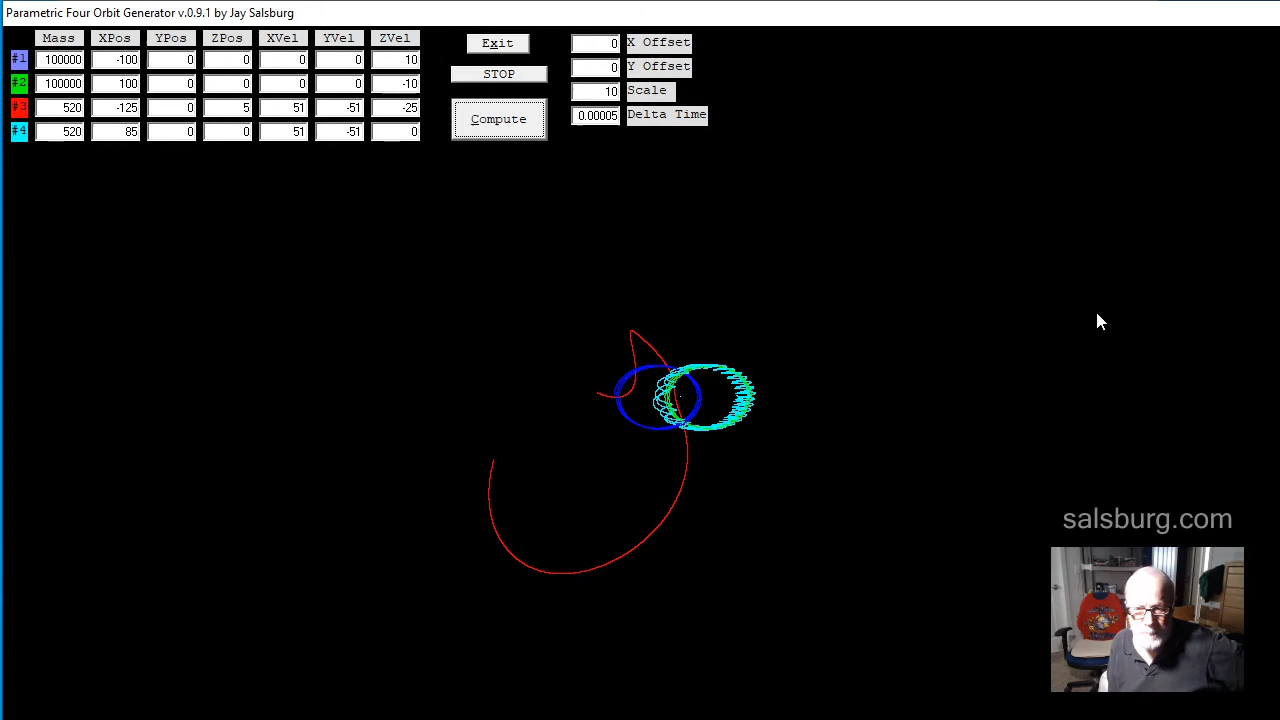 Parametric Four Orbit Generator v.0.9.1 by Jay Salsburg
Mass XPos YPos ZPos XVel YVel ZVel
#1 100000 -100 0 0 0 0 10
#2 100000 100 0 0 0 0 -10
#3 520 -125 0 5 51 -51 -25
#4 520 85 0 0 51 -51 0
Exit
STOP
Compute
0 X Offset
0 Y Offset
10 Scale
0.00005 Delta Time
salsburg.com